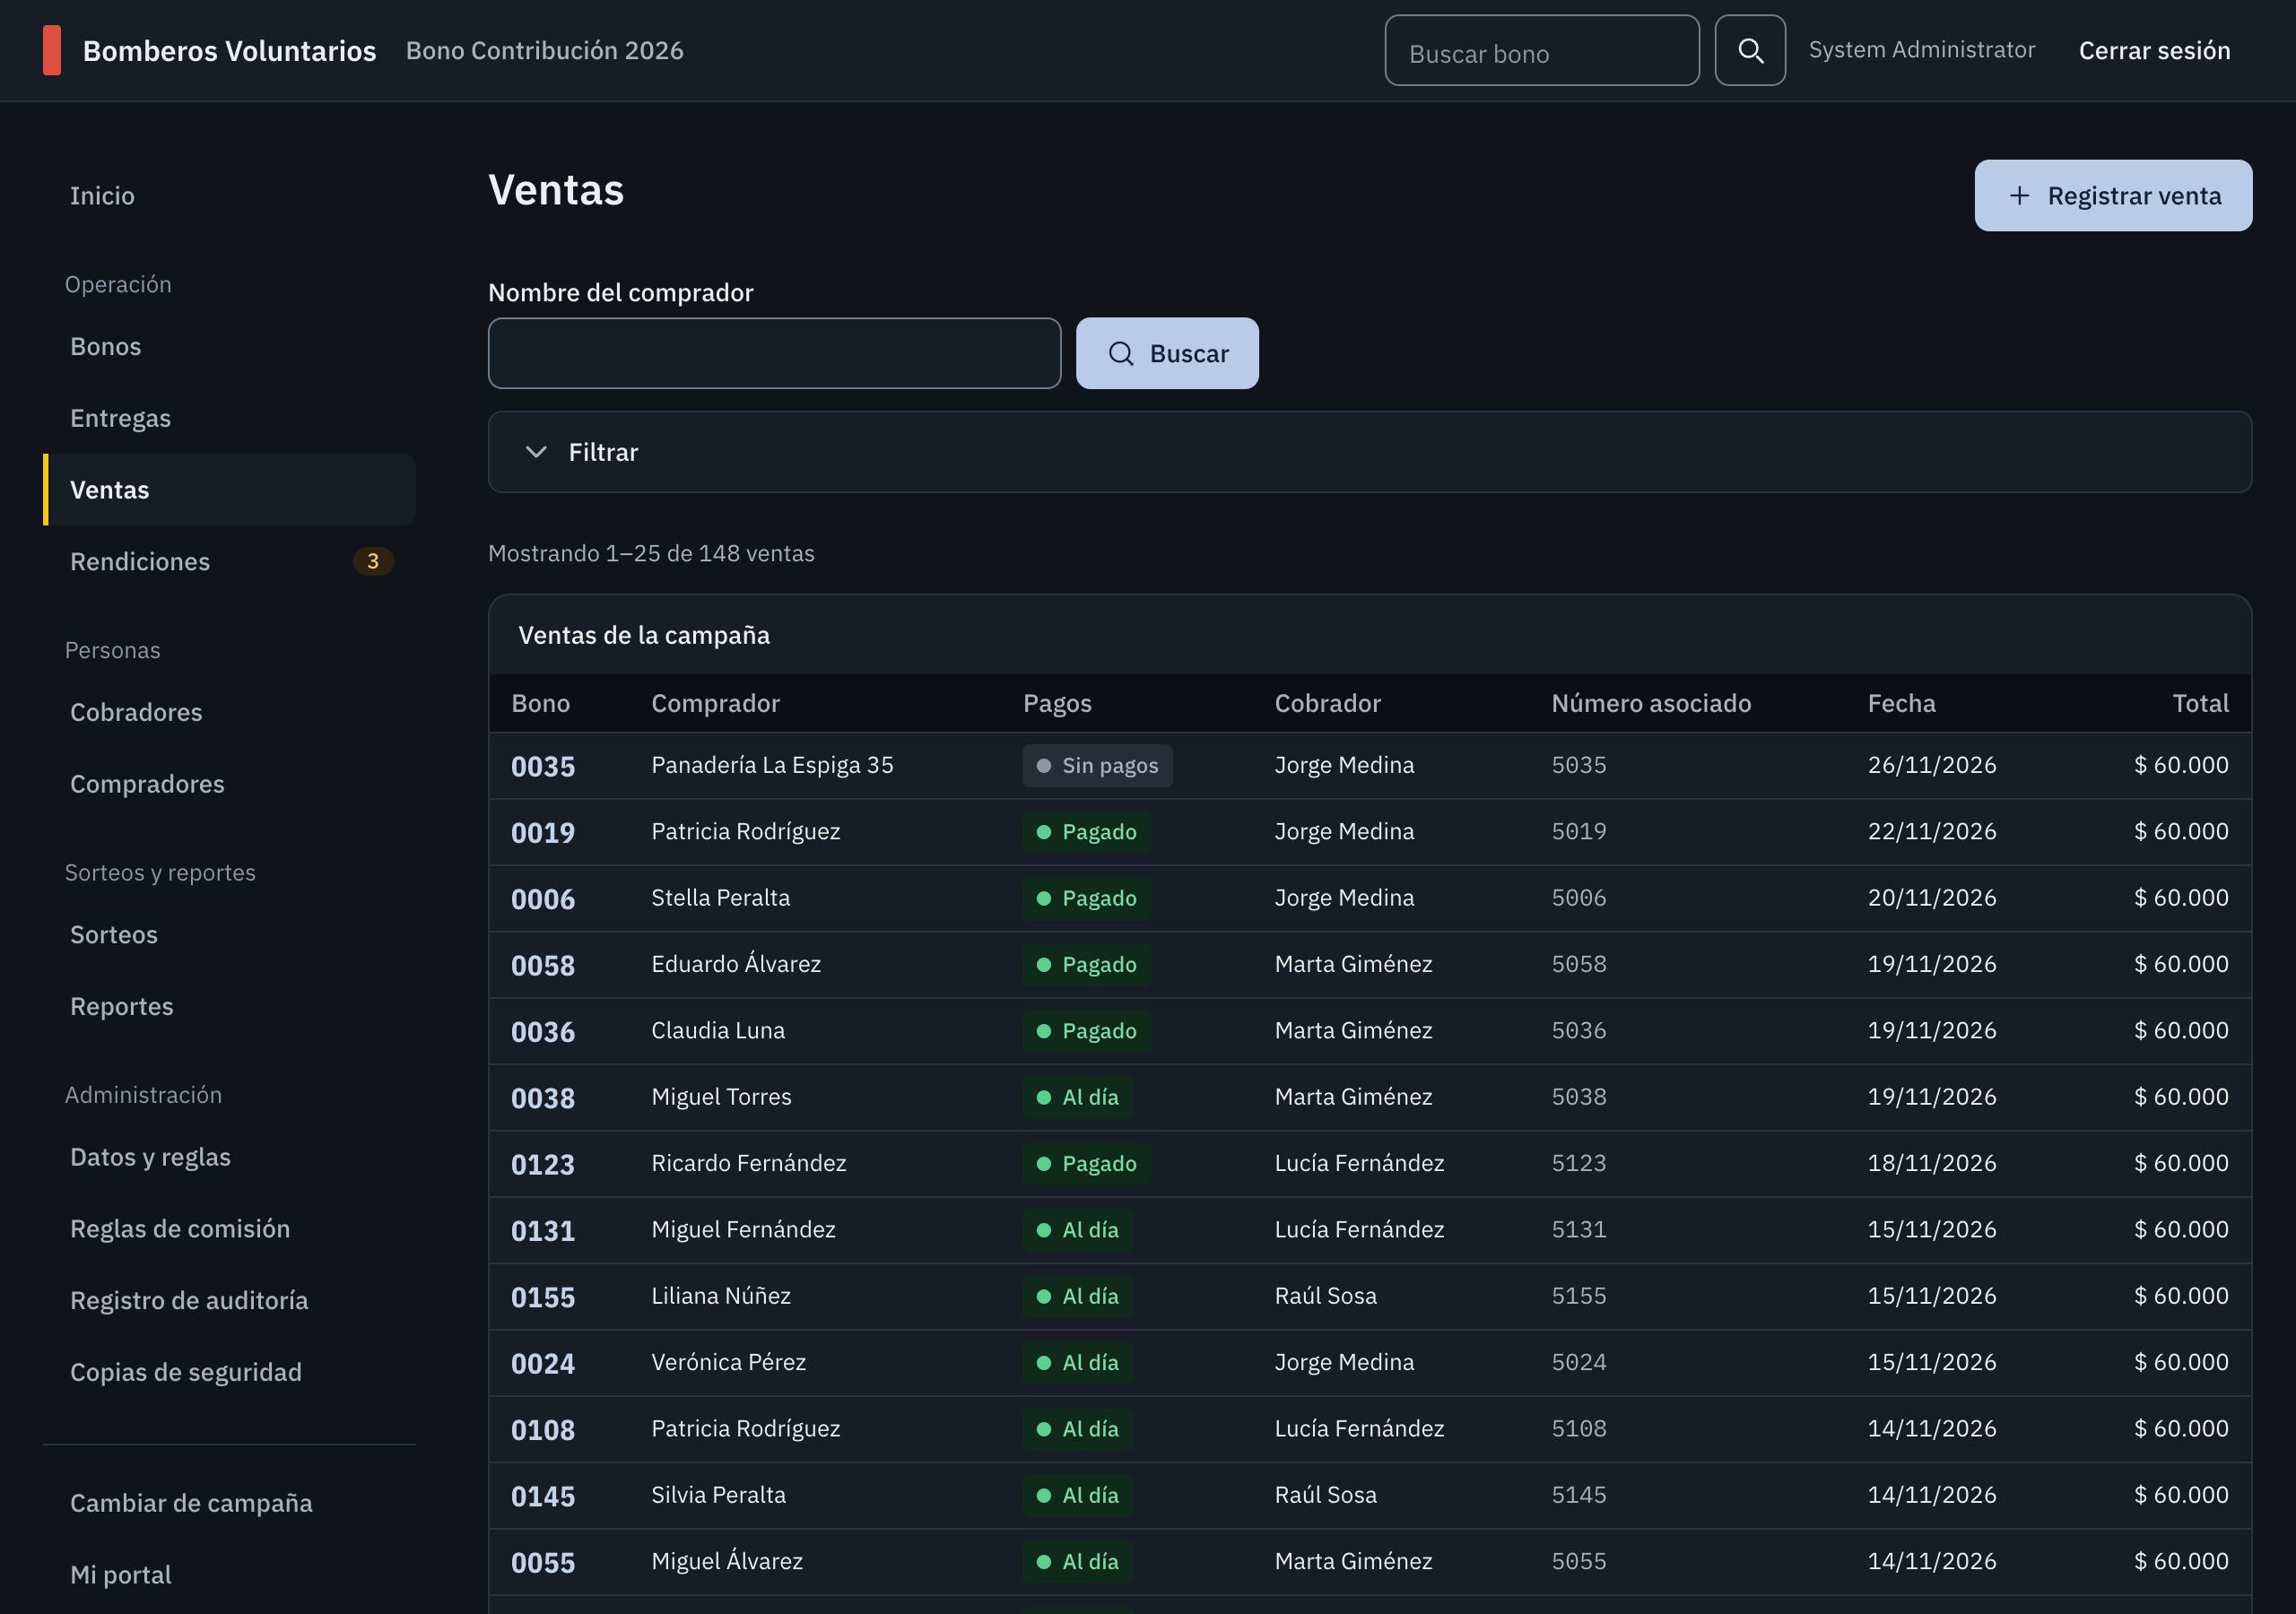 Bomberos Voluntarios Bono Contribución 2026 Buscar bono System Administrator Cerrar sesión
Inicio
Operación
Bonos
Entregas
Ventas
Rendiciones 3
Personas
Cobradores
Compradores
Sorteos y reportes
Sorteos
Reportes
Administración
Datos y reglas
Reglas de comisión
Registro de auditoría
Copias de seguridad
Cambiar de campaña
Mi portal
Ventas
+ Registrar venta
Nombre del comprador
Buscar
Filtrar
Mostrando 1–25 de 148 ventas
Ventas de la campaña
Bono Comprador Pagos Cobrador Número asociado Fecha Total
0035 Panadería La Espiga 35 Sin pagos Jorge Medina 5035 26/11/2026 $ 60.000
0019 Patricia Rodríguez Pagado Jorge Medina 5019 22/11/2026 $ 60.000
0006 Stella Peralta Pagado Jorge Medina 5006 20/11/2026 $ 60.000
0058 Eduardo Álvarez Pagado Marta Giménez 5058 19/11/2026 $ 60.000
0036 Claudia Luna Pagado Marta Giménez 5036 19/11/2026 $ 60.000
0038 Miguel Torres Al día Marta Giménez 5038 19/11/2026 $ 60.000
0123 Ricardo Fernández Pagado Lucía Fernández 5123 18/11/2026 $ 60.000
0131 Miguel Fernández Al día Lucía Fernández 5131 15/11/2026 $ 60.000
0155 Liliana Núñez Al día Raúl Sosa 5155 15/11/2026 $ 60.000
0024 Verónica Pérez Al día Jorge Medina 5024 15/11/2026 $ 60.000
0108 Patricia Rodríguez Al día Lucía Fernández 5108 14/11/2026 $ 60.000
0145 Silvia Peralta Al día Raúl Sosa 5145 14/11/2026 $ 60.000
0055 Miguel Álvarez Al día Marta Giménez 5055 14/11/2026 $ 60.000